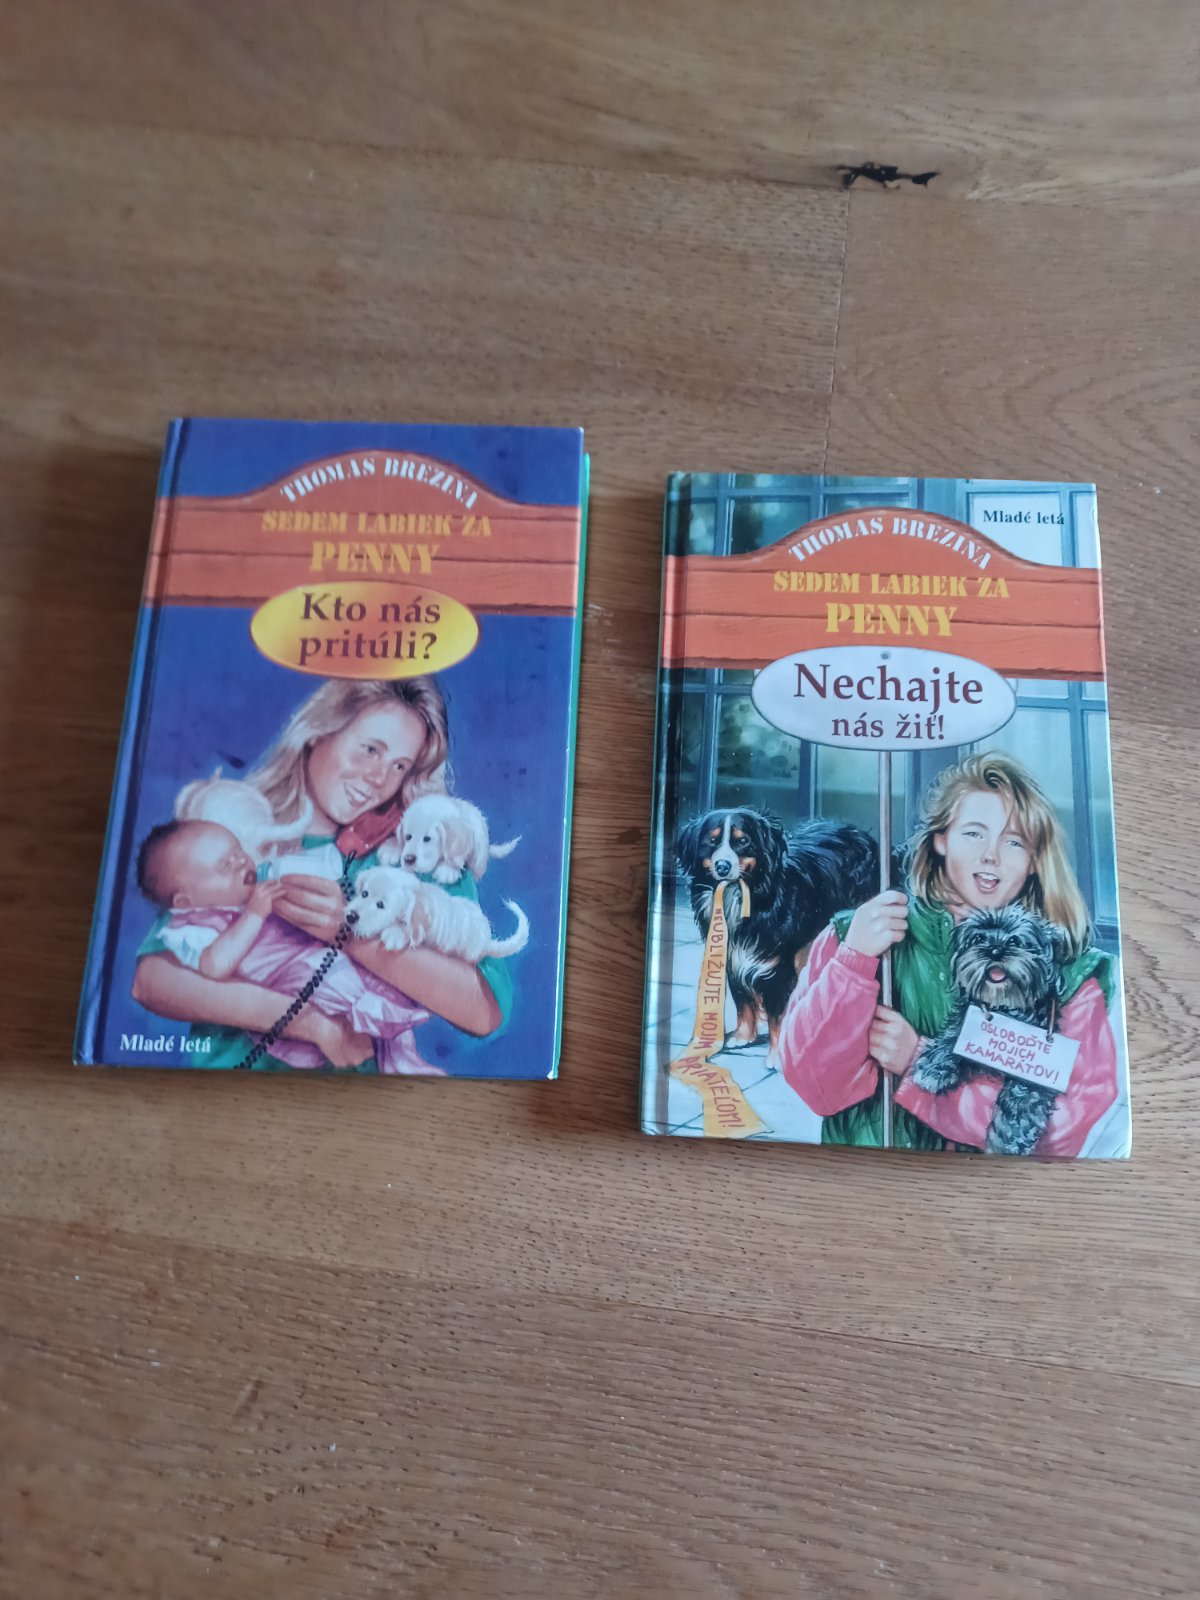 THOMAS BREZINA
SEDEM LABIEK ZA
PENNY
Kto nás
pritúli?
Mladé letá
Mladé letá
THOMAS BREZINA
SEDEM LABIEK ZA
PENNY
Nechajte
nás žiť!
NEUBLIŽUJTE MOJIM
PRIATEĽOM!
OSLOBOĎTE
MOJICH
KAMARÁTOV!